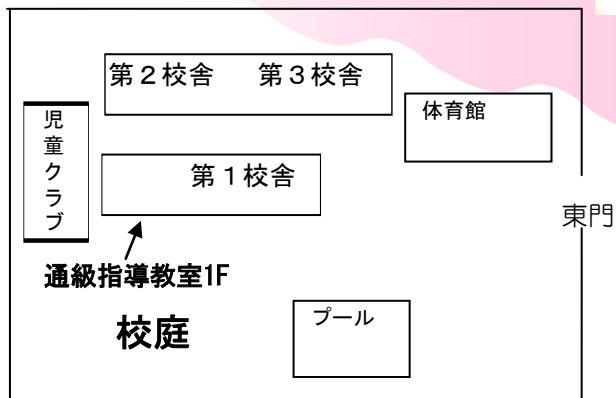 第２校舎　第３校舎
体育館
児童クラブ
第１校舎
東門
通級指導教室1F
校庭
プール